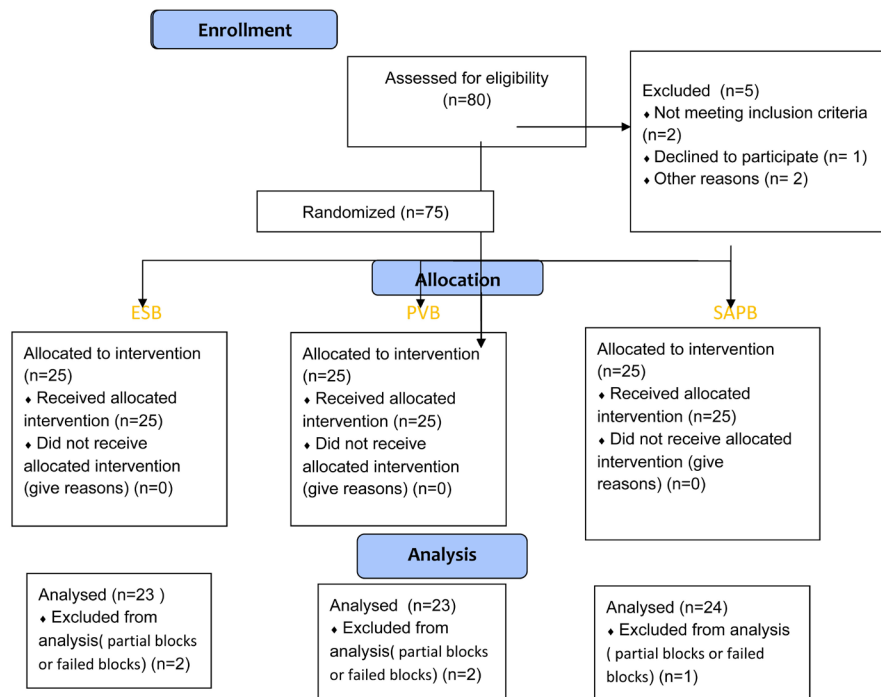 Enrollment
Assessed for eligibility
(n=80)
Excluded (n=5)
♦ Not meeting inclusion criteria
(n=2)
♦ Declined to participate (n= 1)
♦ Other reasons (n= 2)
Randomized (n=75)
Allocation
ESB
PVB
SAPB
Allocated to intervention
(n=25)
♦ Received allocated
intervention (n=25)
♦ Did not receive
allocated intervention
(give reasons) (n=0)
Allocated to intervention
(n=25)
♦ Received allocated
intervention (n=25)
♦ Did not receive
allocated intervention
(give reasons) (n=0)
Allocated to intervention
(n=25)
♦ Received allocated
intervention (n=25)
♦ Did not receive allocated
intervention (give
reasons) (n=0)
Analysis
Analysed (n=23 )
♦ Excluded from
analysis( partial blocks
or failed blocks) (n=2)
Analysed (n=23)
♦ Excluded from
analysis( partial blocks
or failed blocks) (n=2)
Analysed (n=24)
♦ Excluded from analysis
( partial blocks or failed
blocks) (n=1)